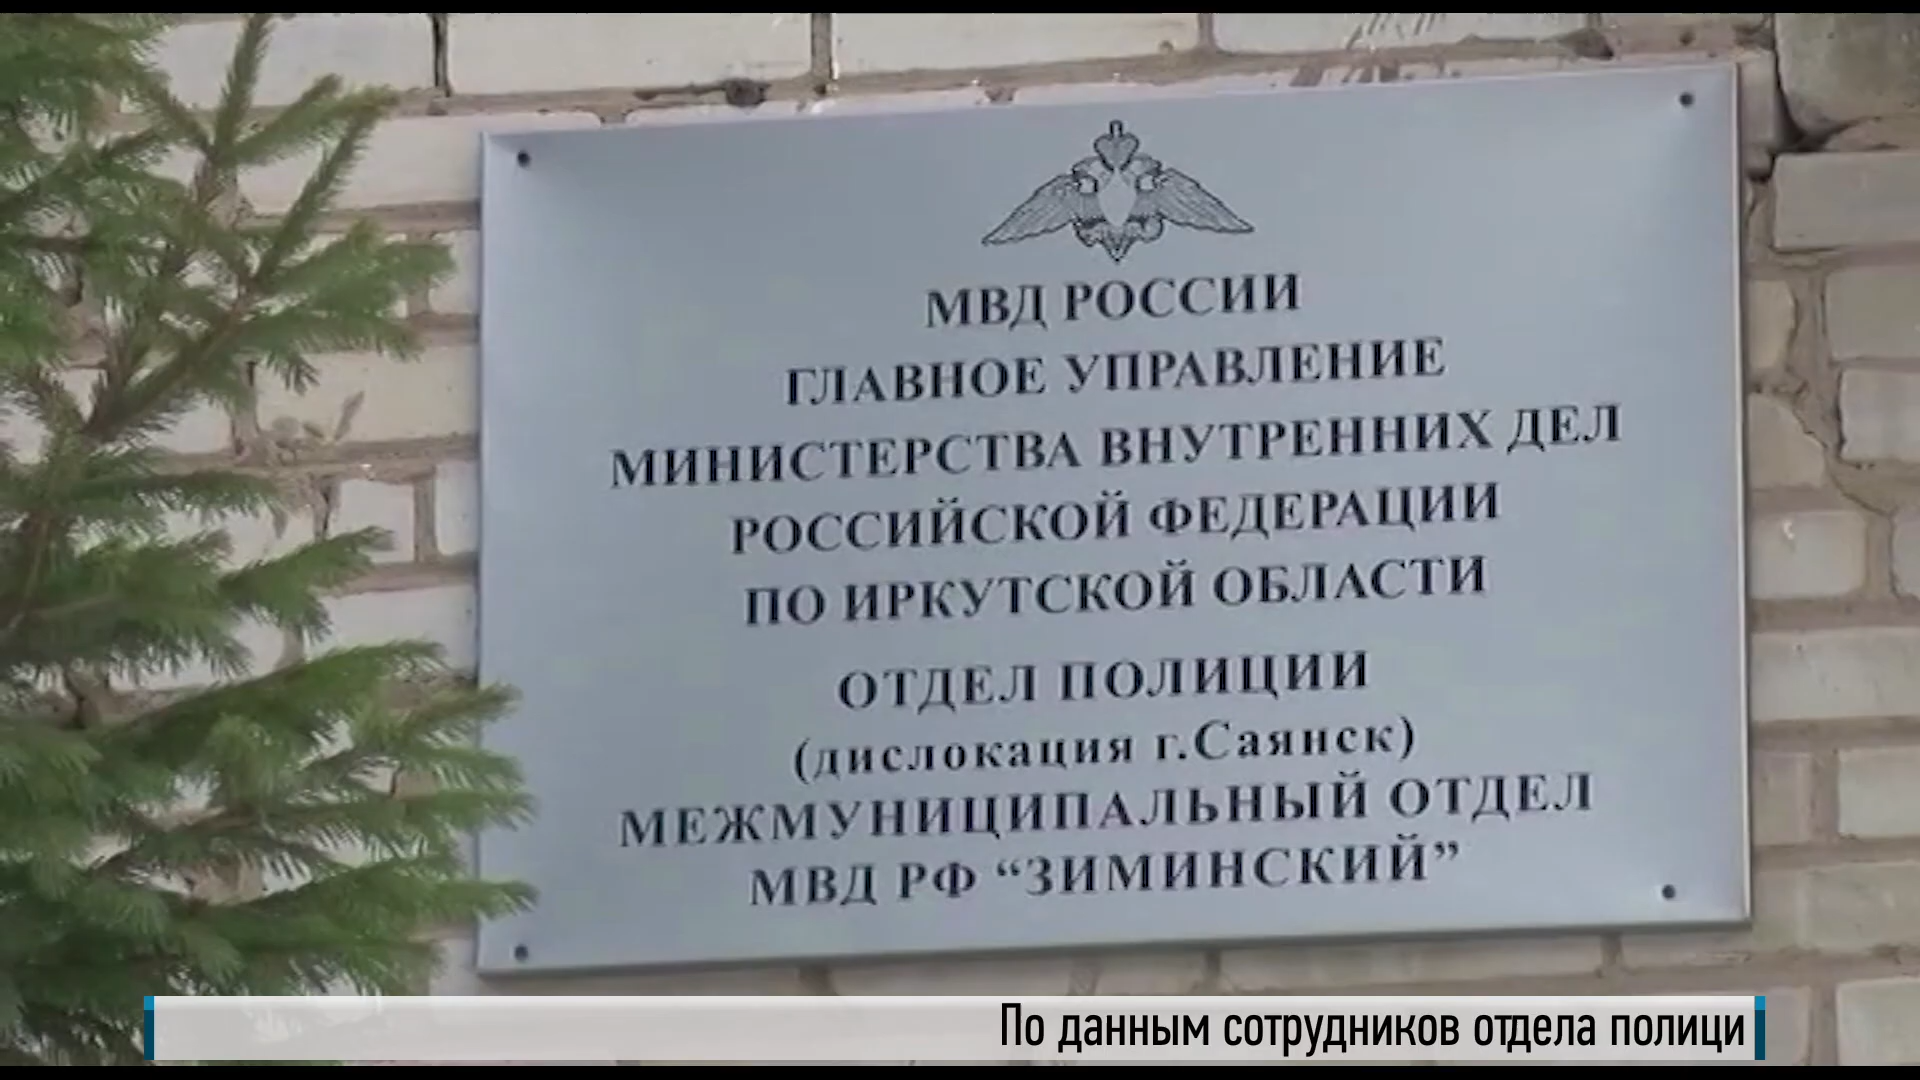 МВД РОССИИ
ГЛАВНОЕ УПРАВЛЕНИЕ
МИНИСТЕРСТВА ВНУТРЕННИХ ДЕЛ
РОССИЙСКОЙ ФЕДЕРАЦИИ
ПО ИРКУТСКОЙ ОБЛАСТИ
ОТДЕЛ ПОЛИЦИИ
(дислокация г.Саянск)
МЕЖМУНИЦИПАЛЬНЫЙ ОТДЕЛ
МВД РФ “ЗИМИНСКИЙ”
По данным сотрудников отдела полици